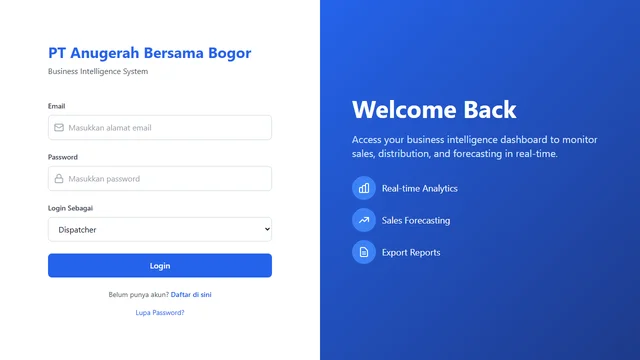 PT Anugerah Bersama Bogor
Business Intelligence System
Email
Masukkan alamat email
Password
Masukkan password
Login Sebagai
Dispatcher
Login
Belum punya akun? Daftar di sini
Lupa Password?
Welcome Back
Access your business intelligence dashboard to monitor
sales, distribution, and forecasting in real-time.
Real-time Analytics
Sales Forecasting
Export Reports